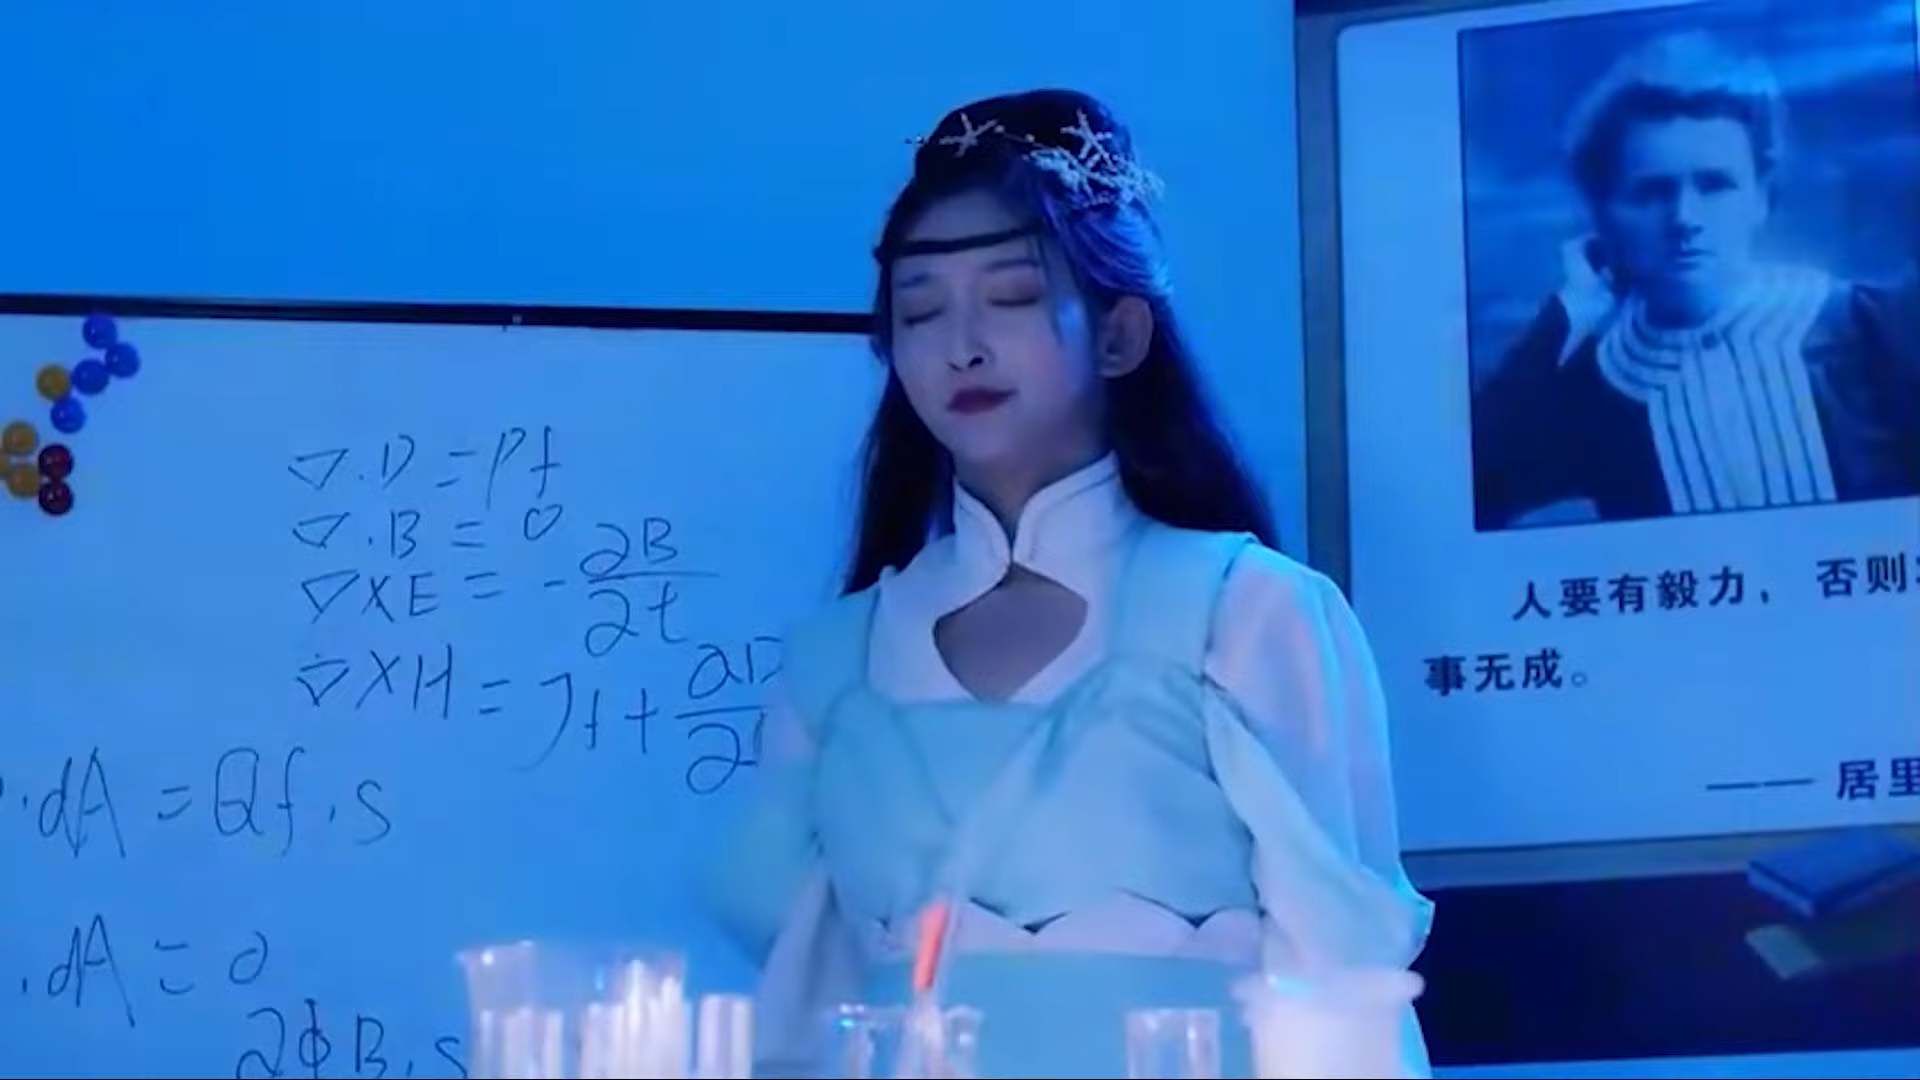 ∇·D = ρf
∇·B = 0
∇×E = -∂B/∂t
∇×H = Jf+
·dA = Qf,s
·dA = 0
∂ΦB,s
人要有毅力，否则
事无成。
—— 居里